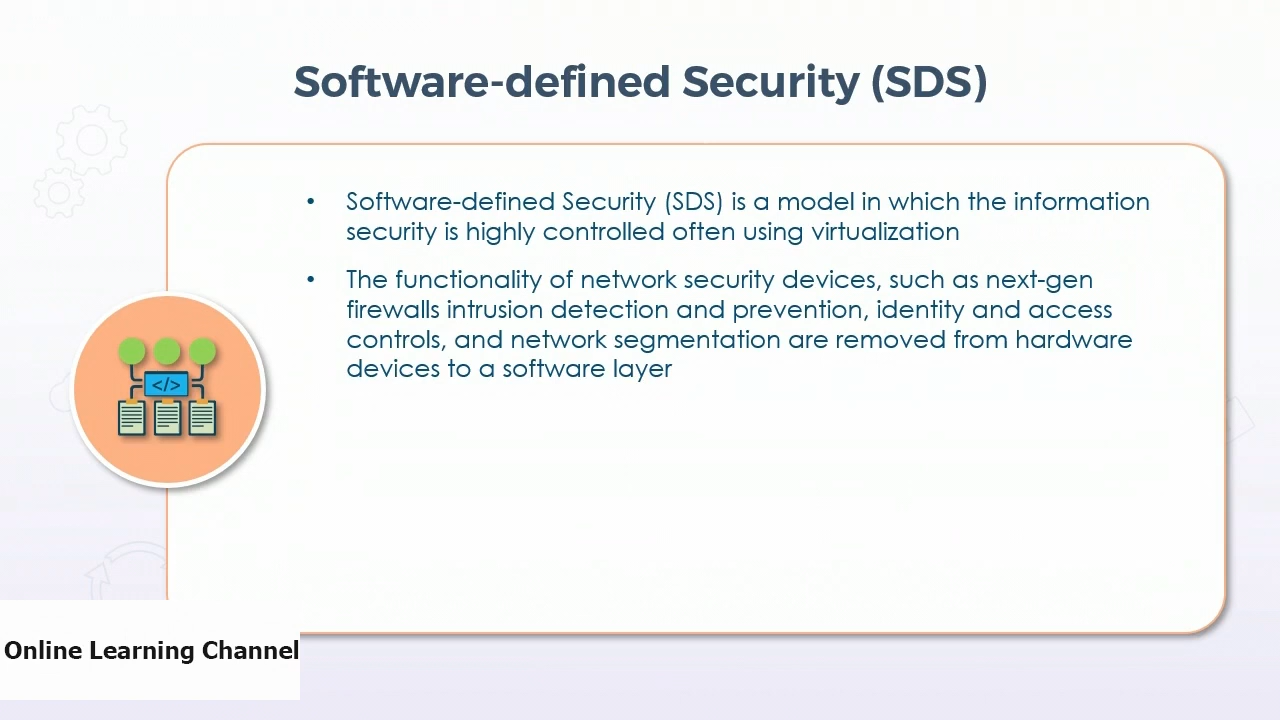 Software-defined Security (SDS)
• Software-defined Security (SDS) is a model in which the information
security is highly controlled often using virtualization
• The functionality of network security devices, such as next-gen
firewalls intrusion detection and prevention, identity and access
controls, and network segmentation are removed from hardware
devices to a software layer
</>
Online Learning Channel